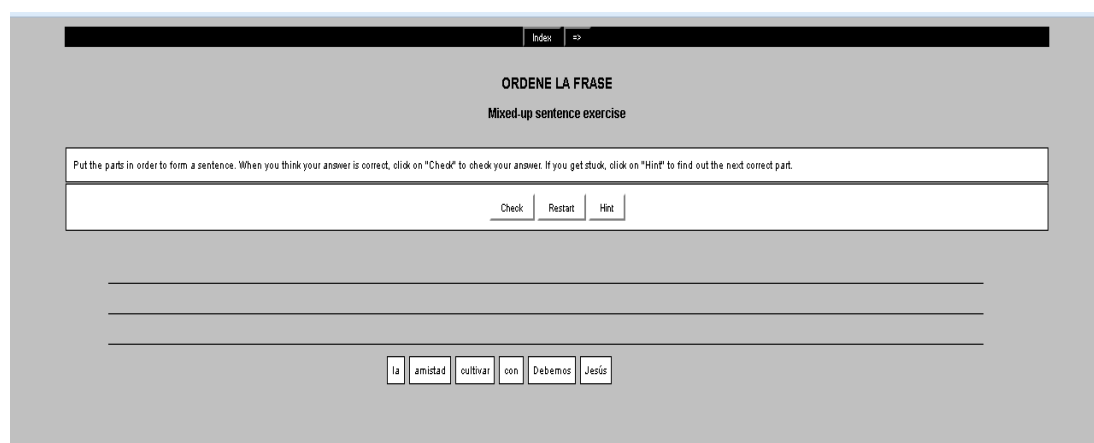 Index =>
ORDENE LA FRASE
Mixed-up sentence exercise
Put the parts in order to form a sentence. When you think your answer is correct, click on "Check" to check your answer. If you get stuck, click on "Hint" to find out the next correct part.
Check Restart Hint
la amistad cultivar con Debemos Jesús